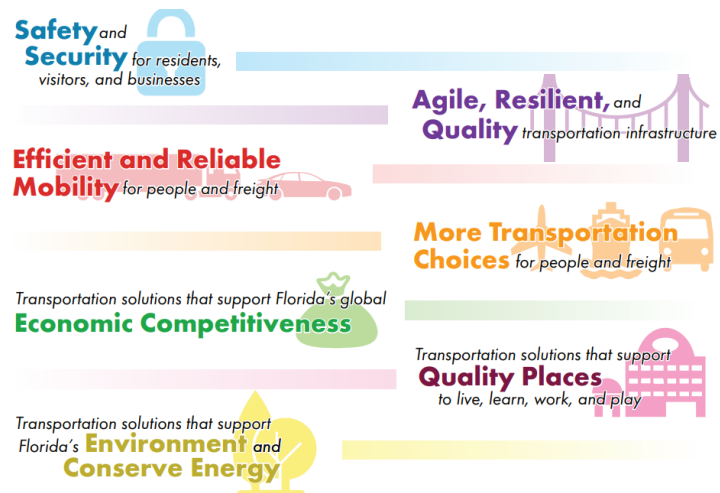 Safety and
Security for residents,
visitors, and businesses
Agile, Resilient, and
Quality transportation infrastructure
Efficient and Reliable
Mobility for people and freight
More Transportation
Choices for people and freight
Transportation solutions that support Florida's global
Economic Competitiveness
Transportation solutions that support
Quality Places
to live, learn, work, and play
Transportation solutions that support
Florida's Environment and
Conserve Energy